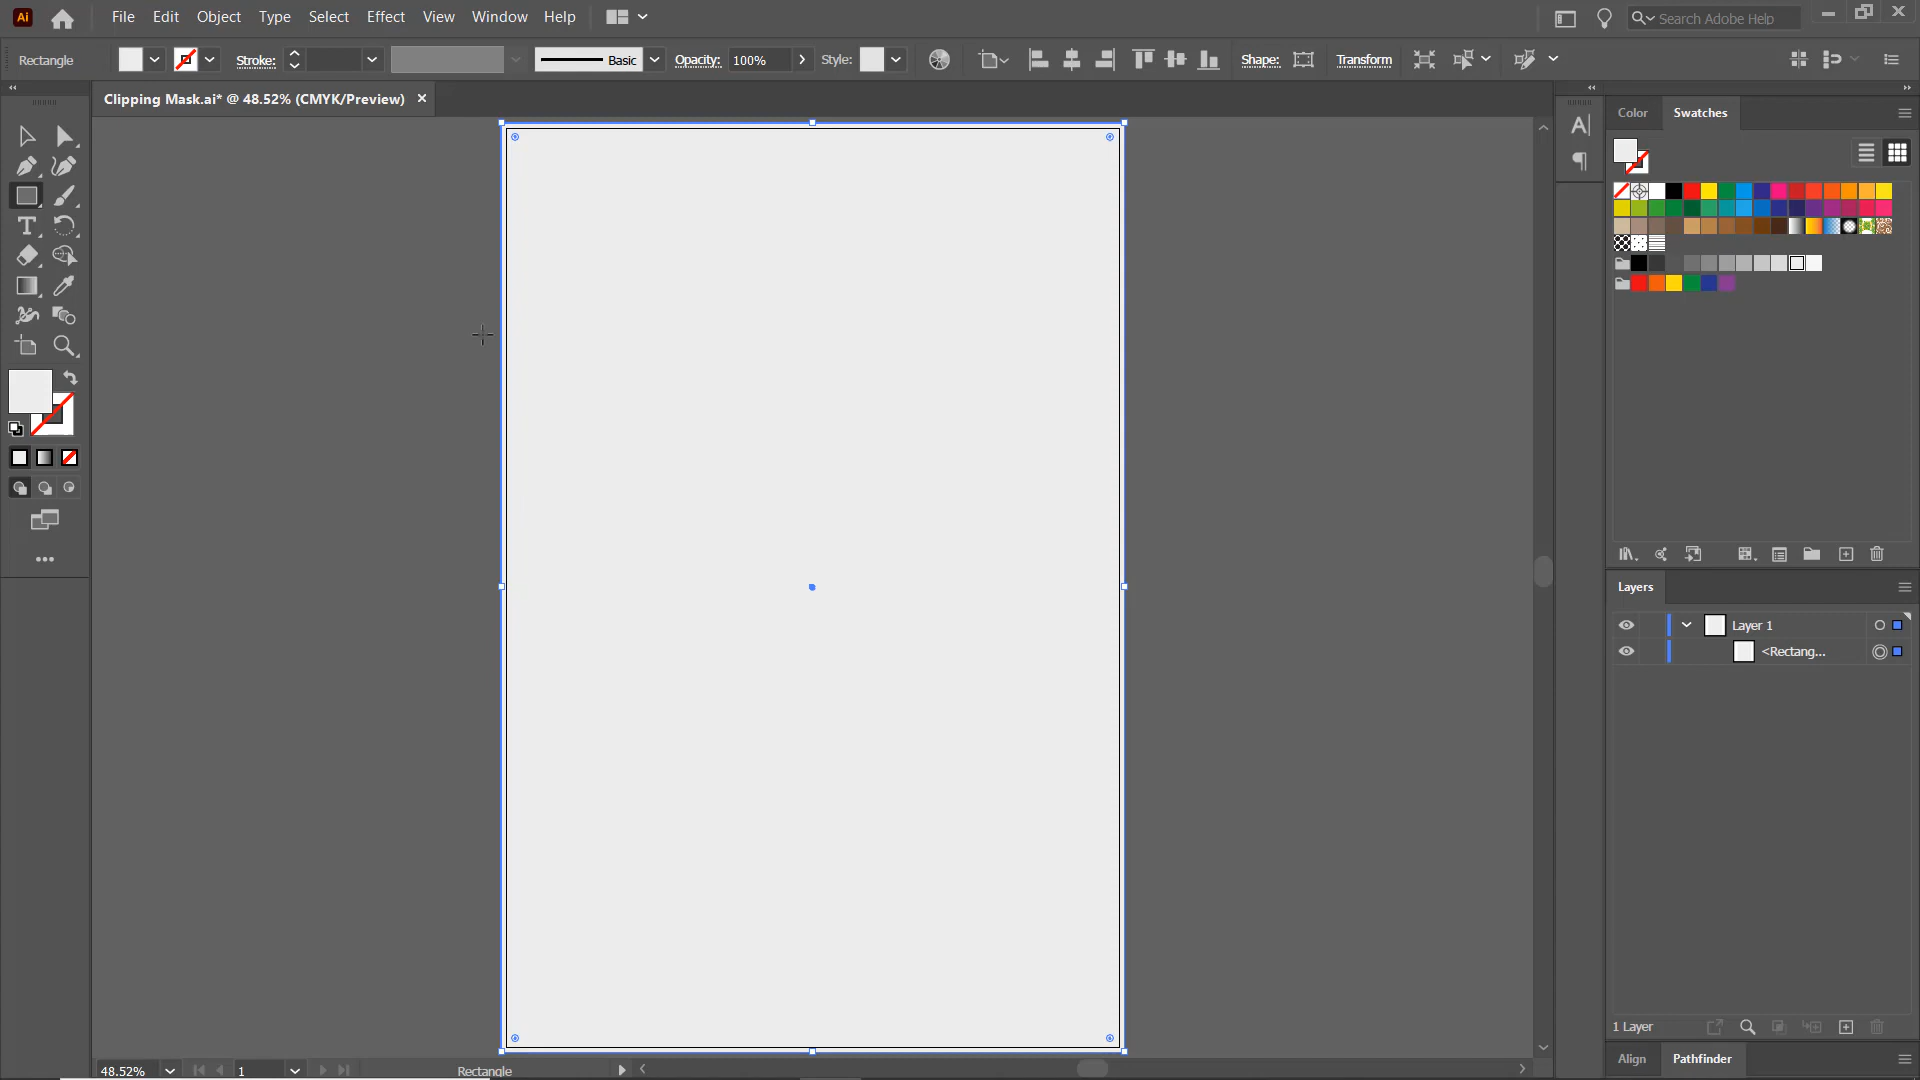 Ai File Edit Object Type Select Effect View Window Help Search Adobe Help
Rectangle Stroke: Basic Opacity: 100% Style: Shape: Transform
Clipping Mask.ai* @ 48.52% (CMYK/Preview)
Color Swatches
Layers
Layer 1
<Rectang...
1 Layer
Align Pathfinder
48.52% 1 Rectangle